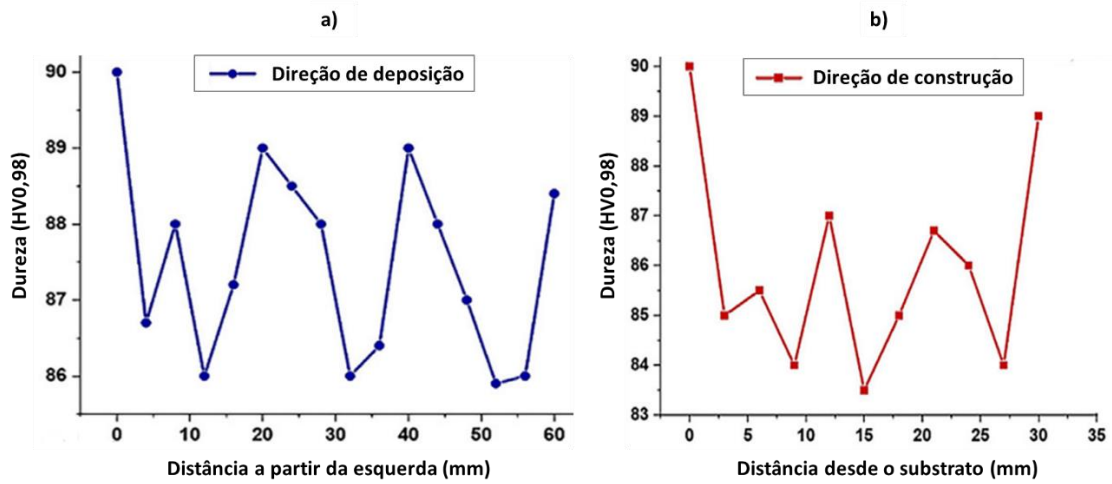 a)
Direção de deposição
90
89
88
87
86
Dureza (HV0,98)
0 10 20 30 40 50 60
Distância a partir da esquerda (mm)
b)
Direção de construção
90
89
88
87
86
85
84
83
Dureza (HV0,98)
0 5 10 15 20 25 30 35
Distância desde o substrato (mm)